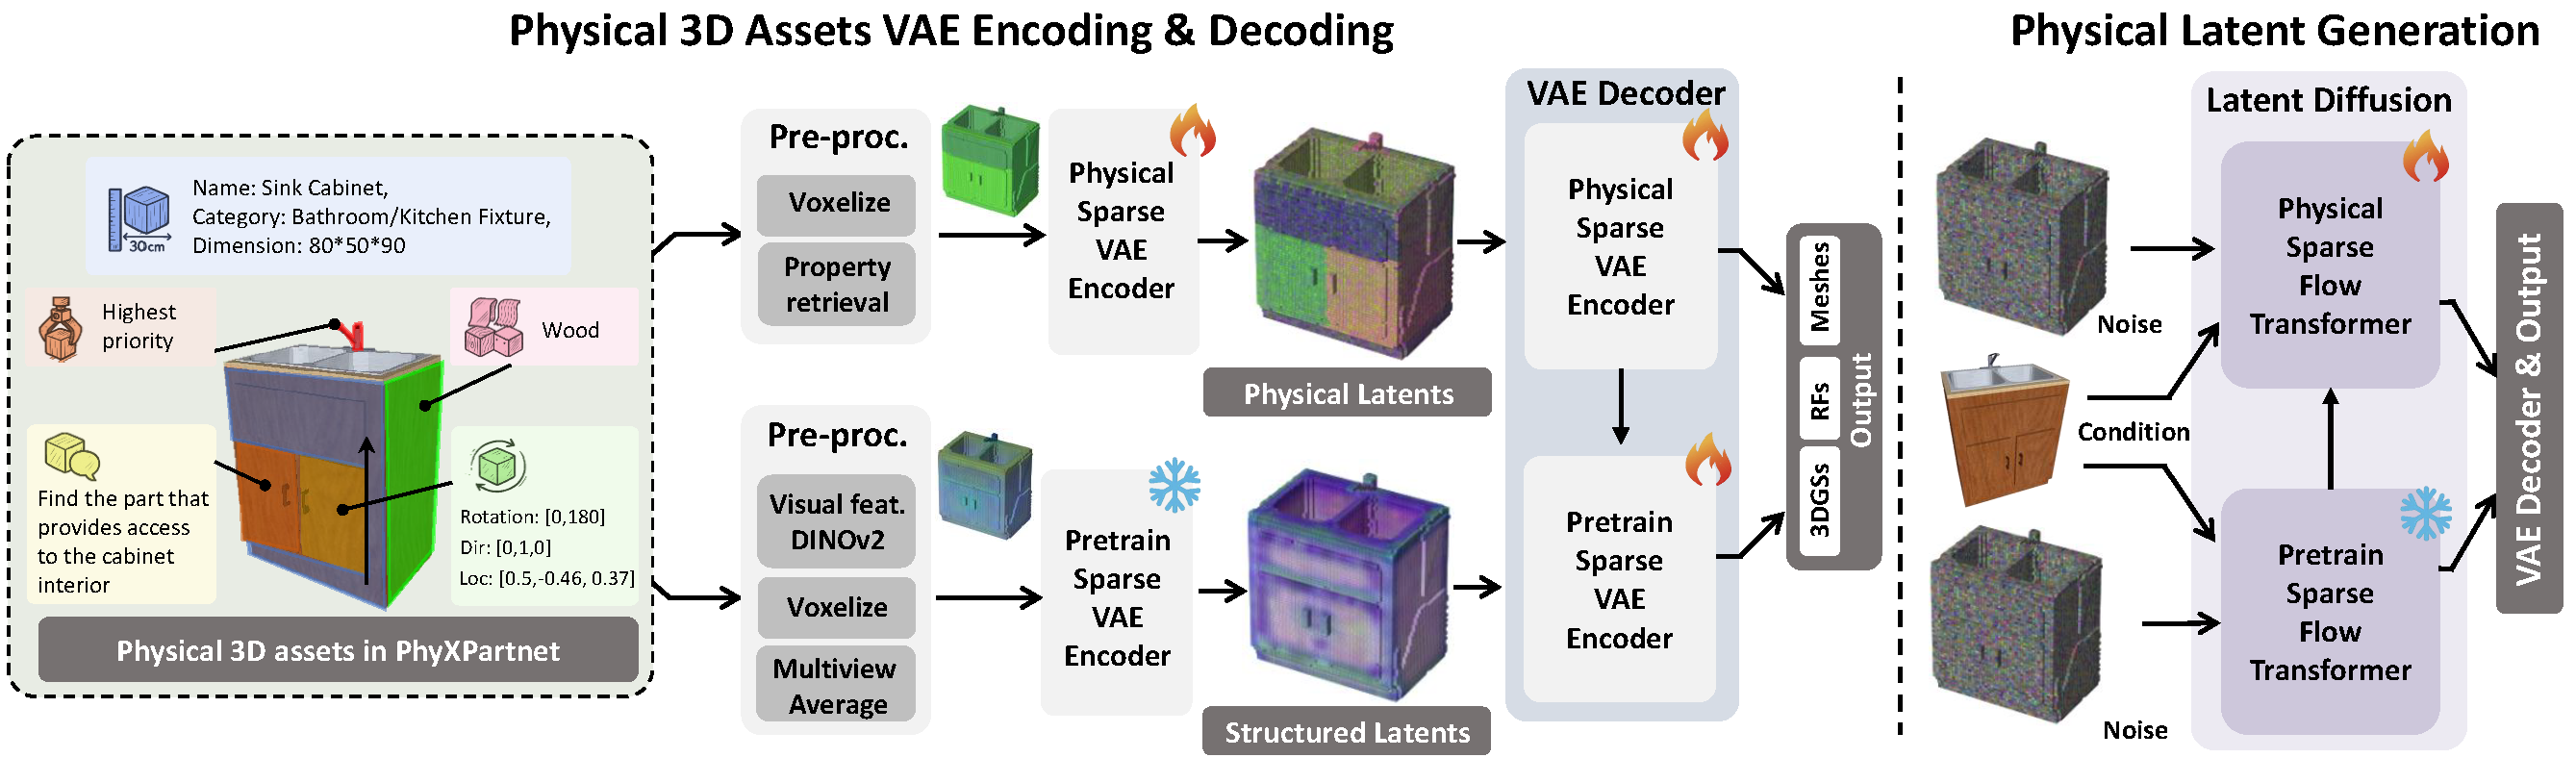 Physical 3D Assets VAE Encoding & Decoding
Physical Latent Generation
Name: Sink Cabinet,
Category: Bathroom/Kitchen Fixture,
Dimension: 80*50*90
30cm
Highest
priority
Wood
Find the part that
provides access
to the cabinet
interior
Rotation: [0,180]
Dir: [0,1,0]
Loc: [0.5,-0.46, 0.37]
Physical 3D assets in PhyXPartnet
Pre-proc.
Voxelize
Property
retrieval
Pre-proc.
Visual feat.
DINOv2
Voxelize
Multiview
Average
Physical
Sparse
VAE
Encoder
Pretrain
Sparse
VAE
Encoder
Physical Latents
Structured Latents
VAE Decoder
Physical
Sparse
VAE
Encoder
Pretrain
Sparse
VAE
Encoder
Meshes
RFs
3DGSs
Output
Noise
Condition
Noise
Latent Diffusion
Physical
Sparse
Flow
Transformer
Pretrain
Sparse
Flow
Transformer
VAE Decoder & Output